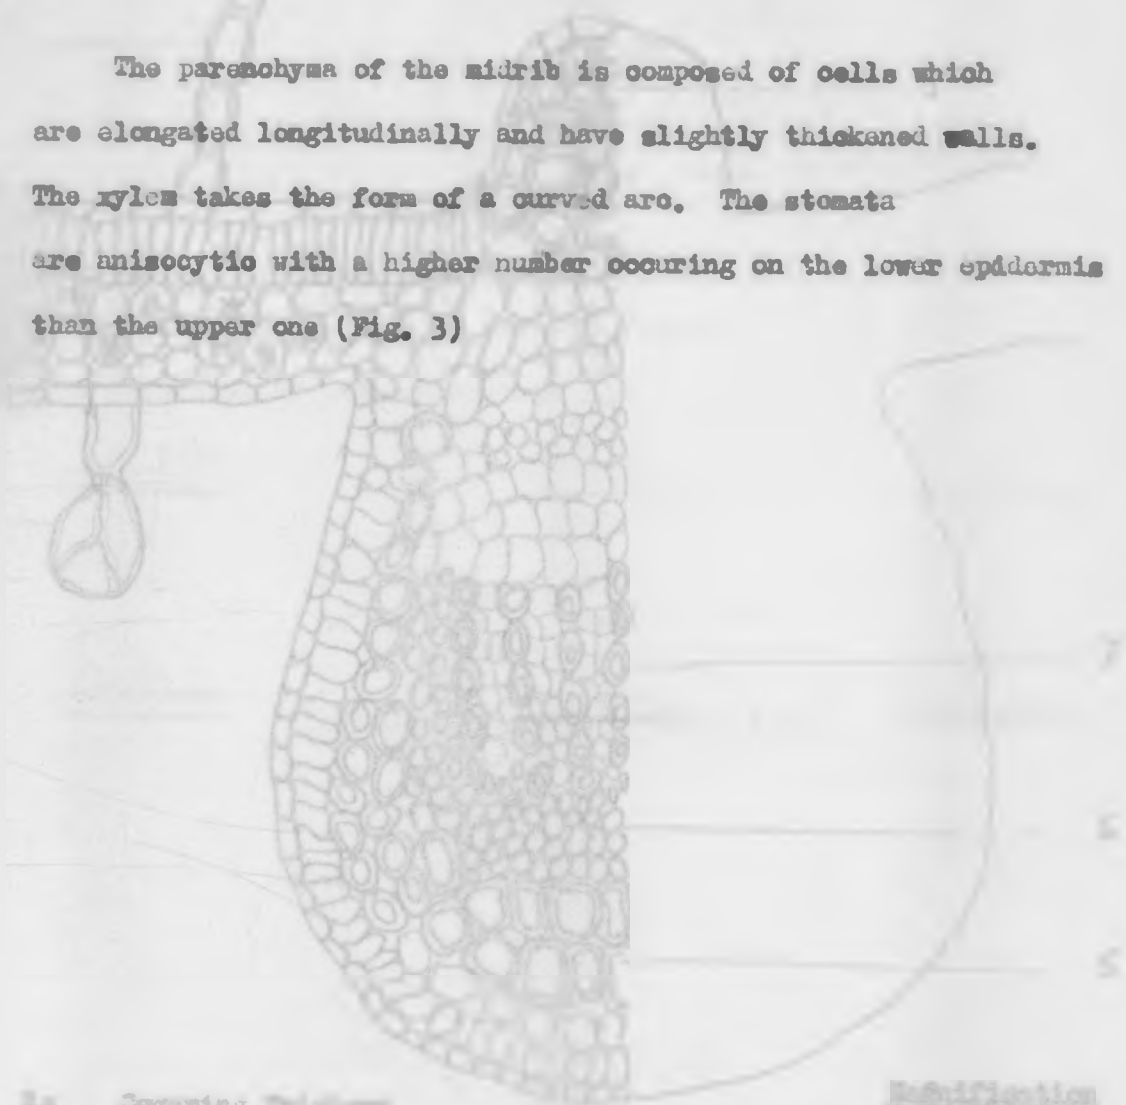 The parenchyma of the midrib is composed of cells which
are elongated longitudinally and have slightly thickened walls.
The xylem takes the form of a curved arc. The stomata
are anisocytic with a higher number occuring on the lower epidermis
than the upper one (Fig. 3)
7
6
5
Magnification